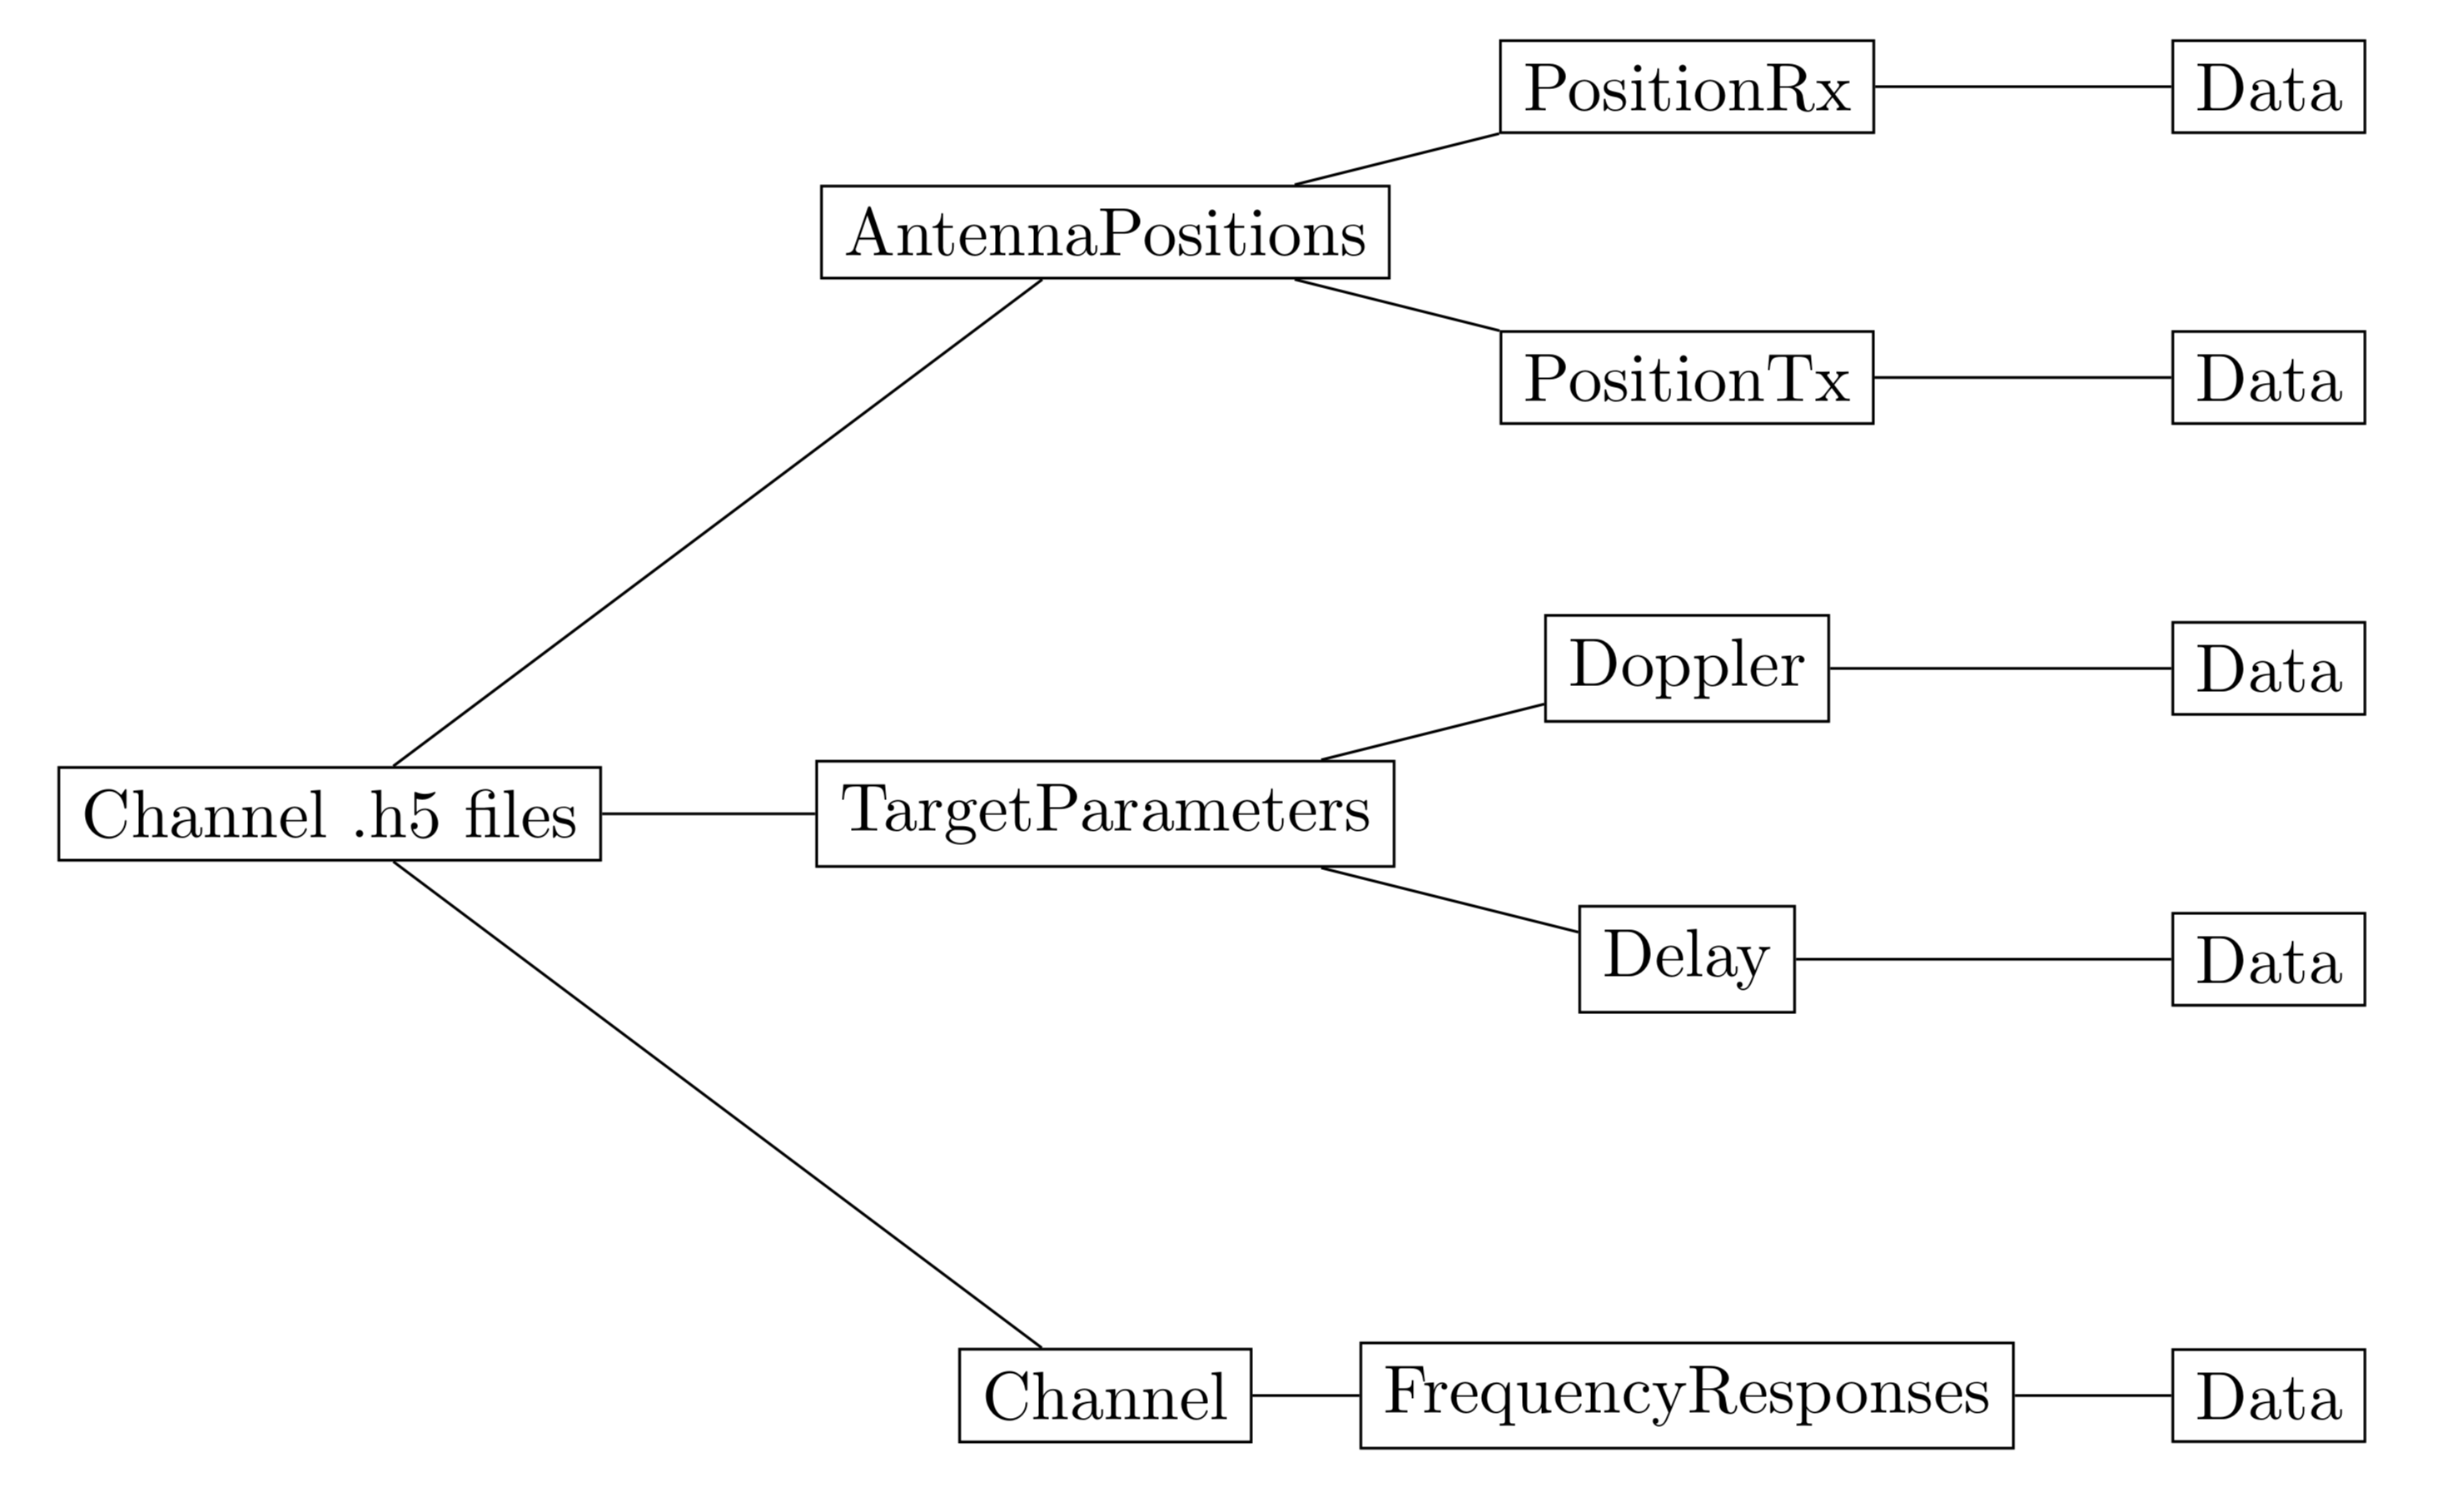 PositionRx
Data
AntennaPositions
PositionTx
Data
Doppler
Data
Channel .h5 files
TargetParameters
Delay
Data
Channel
FrequencyResponses
Data